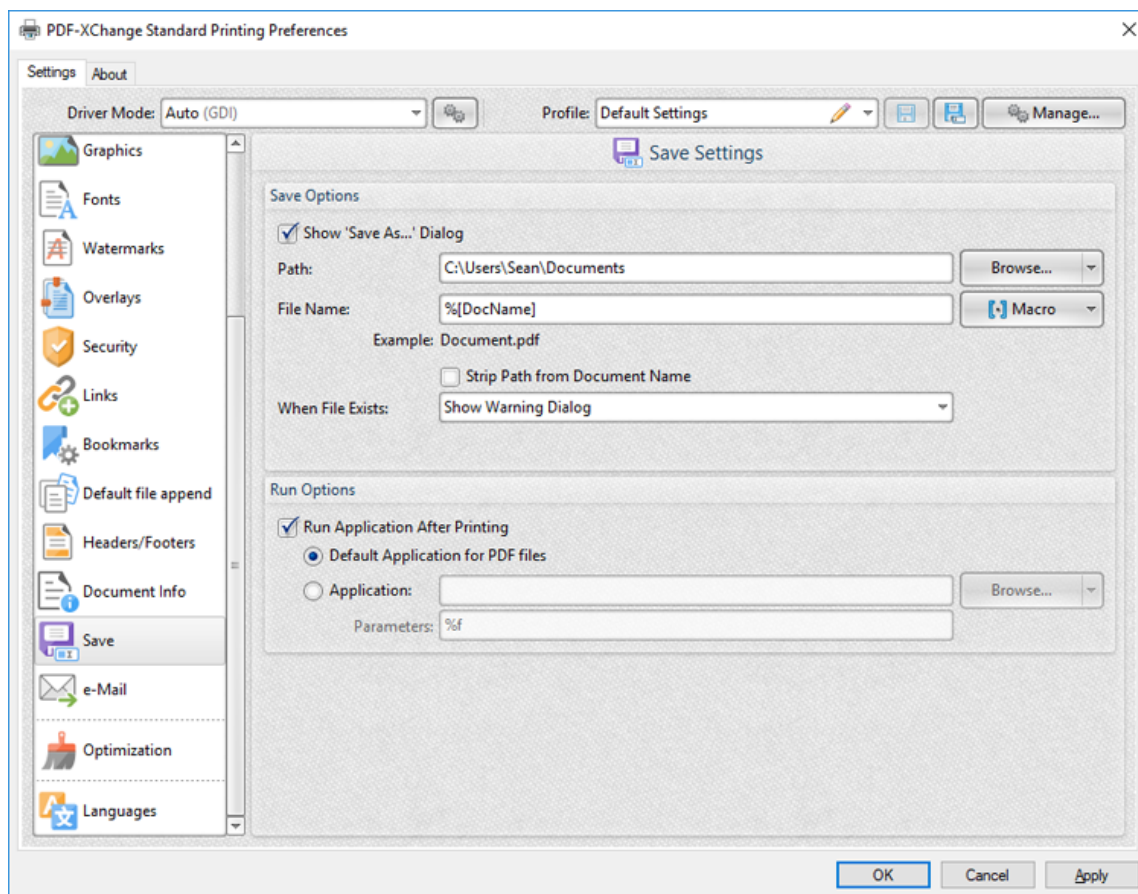 PDF-XChange Standard Printing Preferences
Settings About
Driver Mode: Auto (GDI) Profile: Default Settings Manage...
Graphics
Fonts
Watermarks
Overlays
Security
Links
Bookmarks
Default file append
Headers/Footers
Document Info
Save
e-Mail
Optimization
Languages
Save Settings
Save Options
Show 'Save As...' Dialog
Path: C:\Users\Sean\Documents Browse...
File Name: %[DocName] Macro
Example: Document.pdf
Strip Path from Document Name
When File Exists: Show Warning Dialog
Run Options
Run Application After Printing
Default Application for PDF files
Application: Browse...
Parameters: %f
OK Cancel Apply